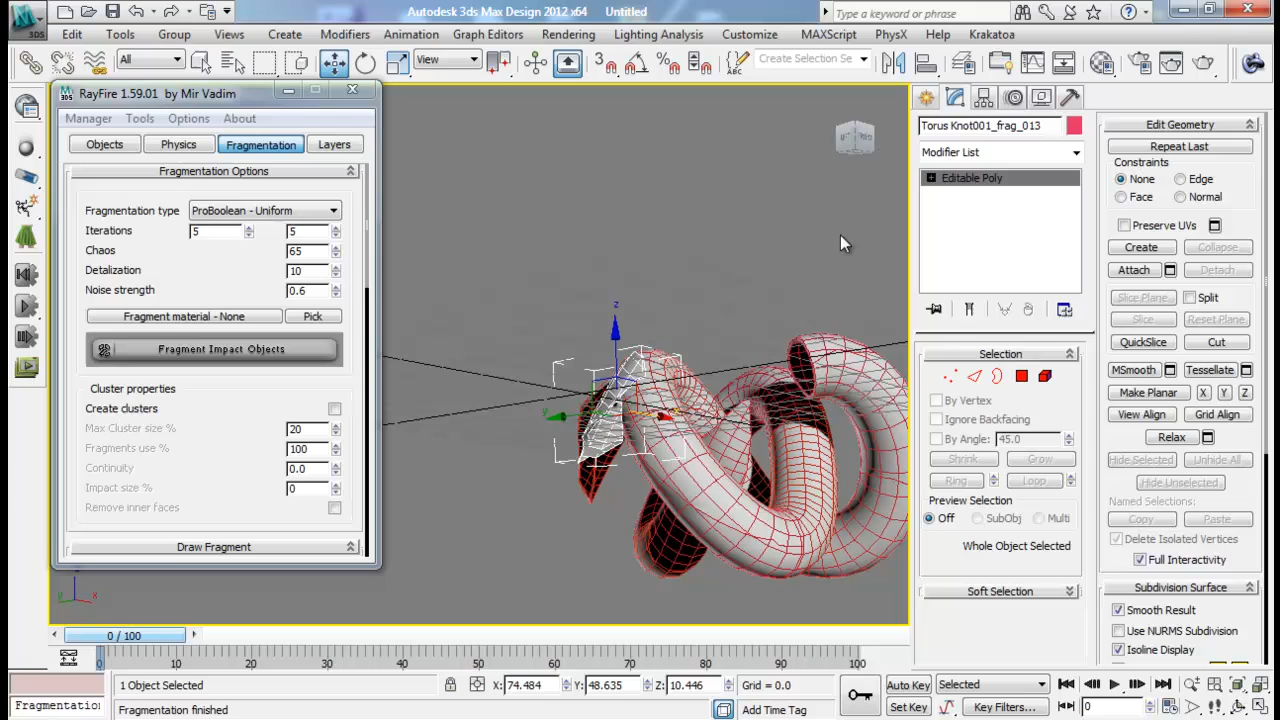 Autodesk 3ds Max Design 2012 x64 Untitled
Type a keyword or phrase
3DS
Edit Tools Group Views Create Modifiers Animation Graph Editors Rendering Lighting Analysis Customize MAXScript PhysX Help Krakatoa
All View Create Selection Se
RayFire 1.59.01 by Mir Vadim
Manager Tools Options About
Objects Physics Fragmentation Layers
Fragmentation Options
Fragmentation type ProBoolean - Uniform
Iterations 5 5
Chaos 65
Detalization 10
Noise strength 0.6
Fragment material - None Pick
Fragment Impact Objects
Cluster properties
Create clusters
Max Cluster size % 20
Fragments use % 100
Continuity 0.0
Impact size % 0
Remove inner faces
Draw Fragment
z
y
x
Torus Knot001_frag_013
Modifier List
Editable Poly
Selection
By Vertex
Ignore Backfacing
By Angle: 45.0
Shrink Grow
Ring Loop
Preview Selection
Off SubObj Multi
Whole Object Selected
Soft Selection
Edit Geometry
Repeat Last
Constraints
None Edge
Face Normal
Preserve UVs
Create Collapse
Attach Detach
Slice Plane Split
Slice Reset Plane
QuickSlice Cut
MSmooth Tessellate
Make Planar X Y Z
View Align Grid Align
Relax
Hide Selected Unhide All
Hide Unselected
Named Selections:
Copy Paste
Delete Isolated Vertices
Full Interactivity
Subdivision Surface
Smooth Result
Use NURMS Subdivision
Isoline Display
0 / 100
0 10 20 30 40 50 60 70 80 90 100
1 Object Selected X: 74.484 Y: 48.635 Z: 10.446 Grid = 0.0 Auto Key Selected
Fragmentation Fragmentation finished Add Time Tag Set Key Key Filters... 0